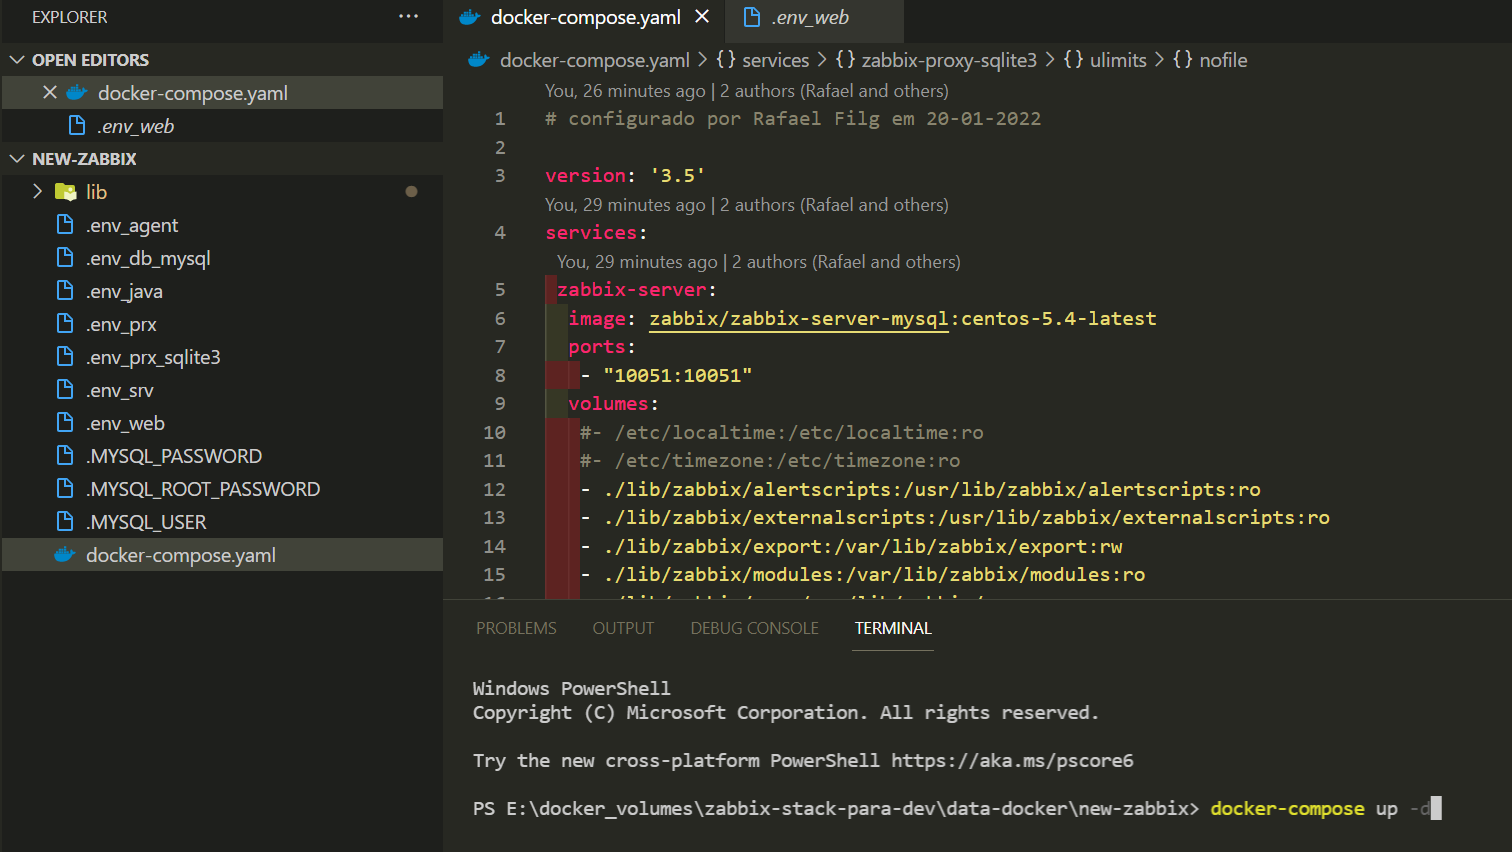 EXPLORER
OPEN EDITORS
docker-compose.yaml
.env_web
NEW-ZABBIX
lib
.env_agent
.env_db_mysql
.env_java
.env_prx
.env_prx_sqlite3
.env_srv
.env_web
.MYSQL_PASSWORD
.MYSQL_ROOT_PASSWORD
.MYSQL_USER
docker-compose.yaml
docker-compose.yaml .env_web
docker-compose.yaml > {} services > {} zabbix-proxy-sqlite3 > {} ulimits > {} nofile
You, 26 minutes ago | 2 authors (Rafael and others)
1 # configurado por Rafael Filg em 20-01-2022
2
3 version: '3.5'
You, 29 minutes ago | 2 authors (Rafael and others)
4 services:
You, 29 minutes ago | 2 authors (Rafael and others)
5 zabbix-server:
6 image: zabbix/zabbix-server-mysql:centos-5.4-latest
7 ports:
8 - "10051:10051"
9 volumes:
10 #- /etc/localtime:/etc/localtime:ro
11 #- /etc/timezone:/etc/timezone:ro
12 - ./lib/zabbix/alertscripts:/usr/lib/zabbix/alertscripts:ro
13 - ./lib/zabbix/externalscripts:/usr/lib/zabbix/externalscripts:ro
14 - ./lib/zabbix/export:/var/lib/zabbix/export:rw
15 - ./lib/zabbix/modules:/var/lib/zabbix/modules:ro
PROBLEMS OUTPUT DEBUG CONSOLE TERMINAL
Windows PowerShell
Copyright (C) Microsoft Corporation. All rights reserved.
Try the new cross-platform PowerShell https://aka.ms/pscore6
PS E:\docker_volumes\zabbix-stack-para-dev\data-docker\new-zabbix> docker-compose up -d